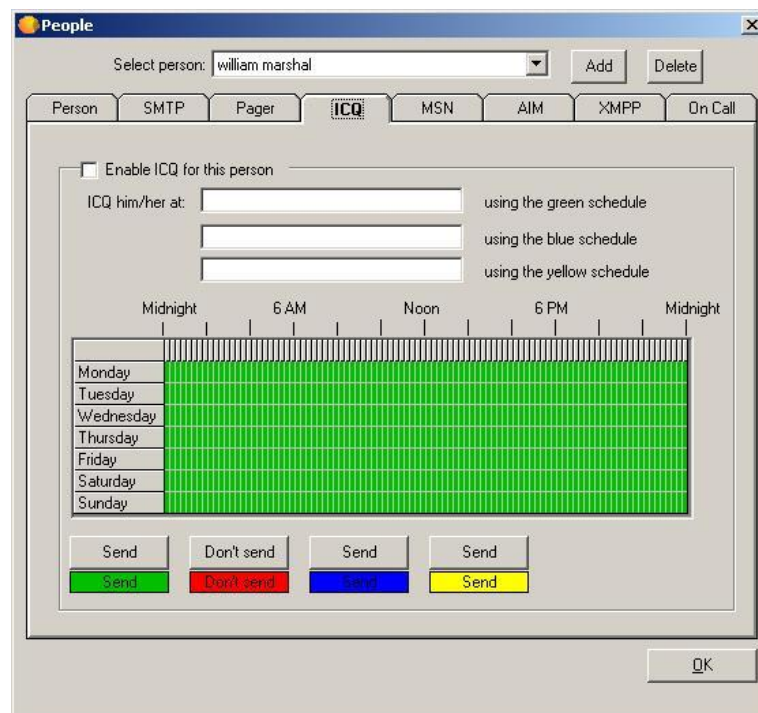 People
Select person: william marshal Add Delete
Person SMTP Pager ICQ MSN AIM XMPP On Call
Enable ICQ for this person
ICQ him/her at: using the green schedule
using the blue schedule
using the yellow schedule
Midnight 6 AM Noon 6 PM Midnight
Monday
Tuesday
Wednesday
Thursday
Friday
Saturday
Sunday
Send Don't send Send Send
Send Don't send Send Send
OK